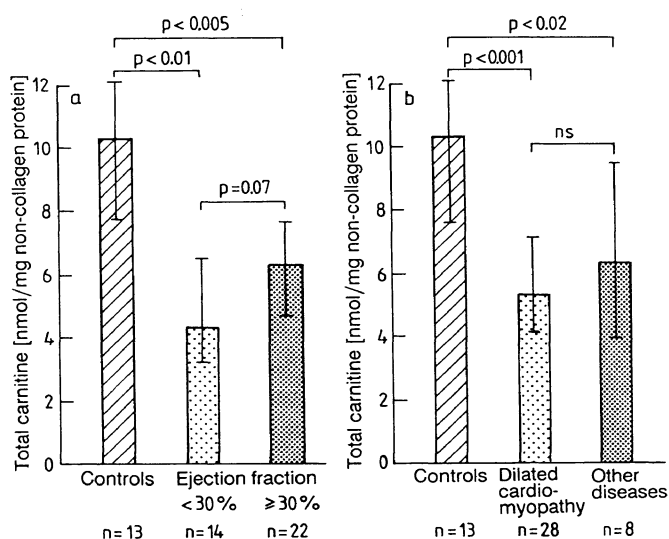 p < 0.005
p < 0.01
a
Total carnitine [nmol/mg non-collagen protein]
12
10
8
6
4
2
0
p = 0.07
Controls
Ejection fraction
< 30 %
≥ 30 %
n = 13
n = 14
n = 22
p < 0.02
p < 0.001
b
Total carnitine [nmol/mg non-collagen protein]
12
10
8
6
4
2
0
ns
Controls
Dilated
cardio-
myopathy
Other
diseases
n = 13
n = 28
n = 8